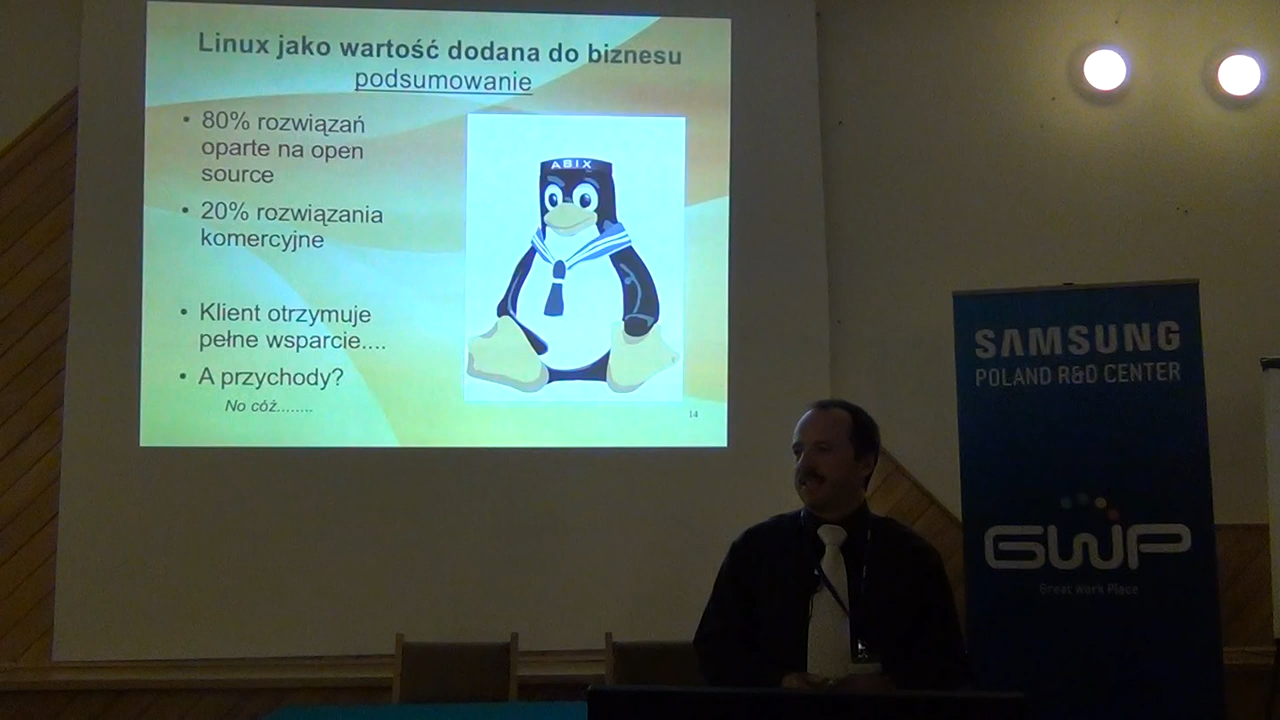 Linux jako wartość dodana do biznesu
podsumowanie
• 80% rozwiązań
oparte na open
source
• 20% rozwiązania
komercyjne
• Klient otrzymuje
pełne wsparcie....
• A przychody?
No cóż........
ABIX
14
SAMSUNG
POLAND R&D CENTER
GWP
Great Work Place